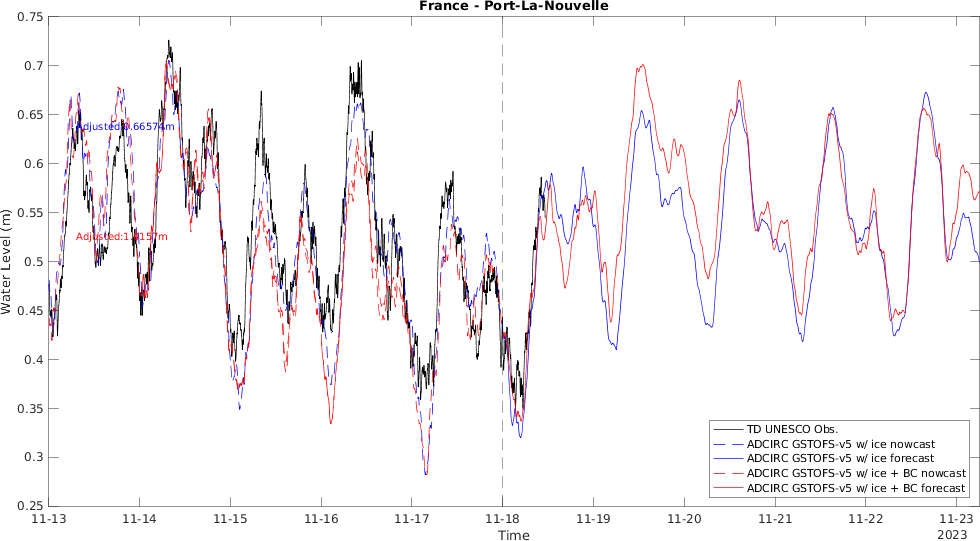 France - Port-La-Nouvelle
0.75
0.7
0.65
0.6
0.55
0.5
0.45
0.4
0.35
0.3
0.25
Water Level (m)
11-13 11-14 11-15 11-16 11-17 11-18 11-19 11-20 11-21 11-22 11-23
2023
Time
TD UNESCO Obs.
ADCIRC GSTOFS-v5 w/ ice nowcast
ADCIRC GSTOFS-v5 w/ ice forecast
ADCIRC GSTOFS-v5 w/ ice + BC nowcast
ADCIRC GSTOFS-v5 w/ ice + BC forecast